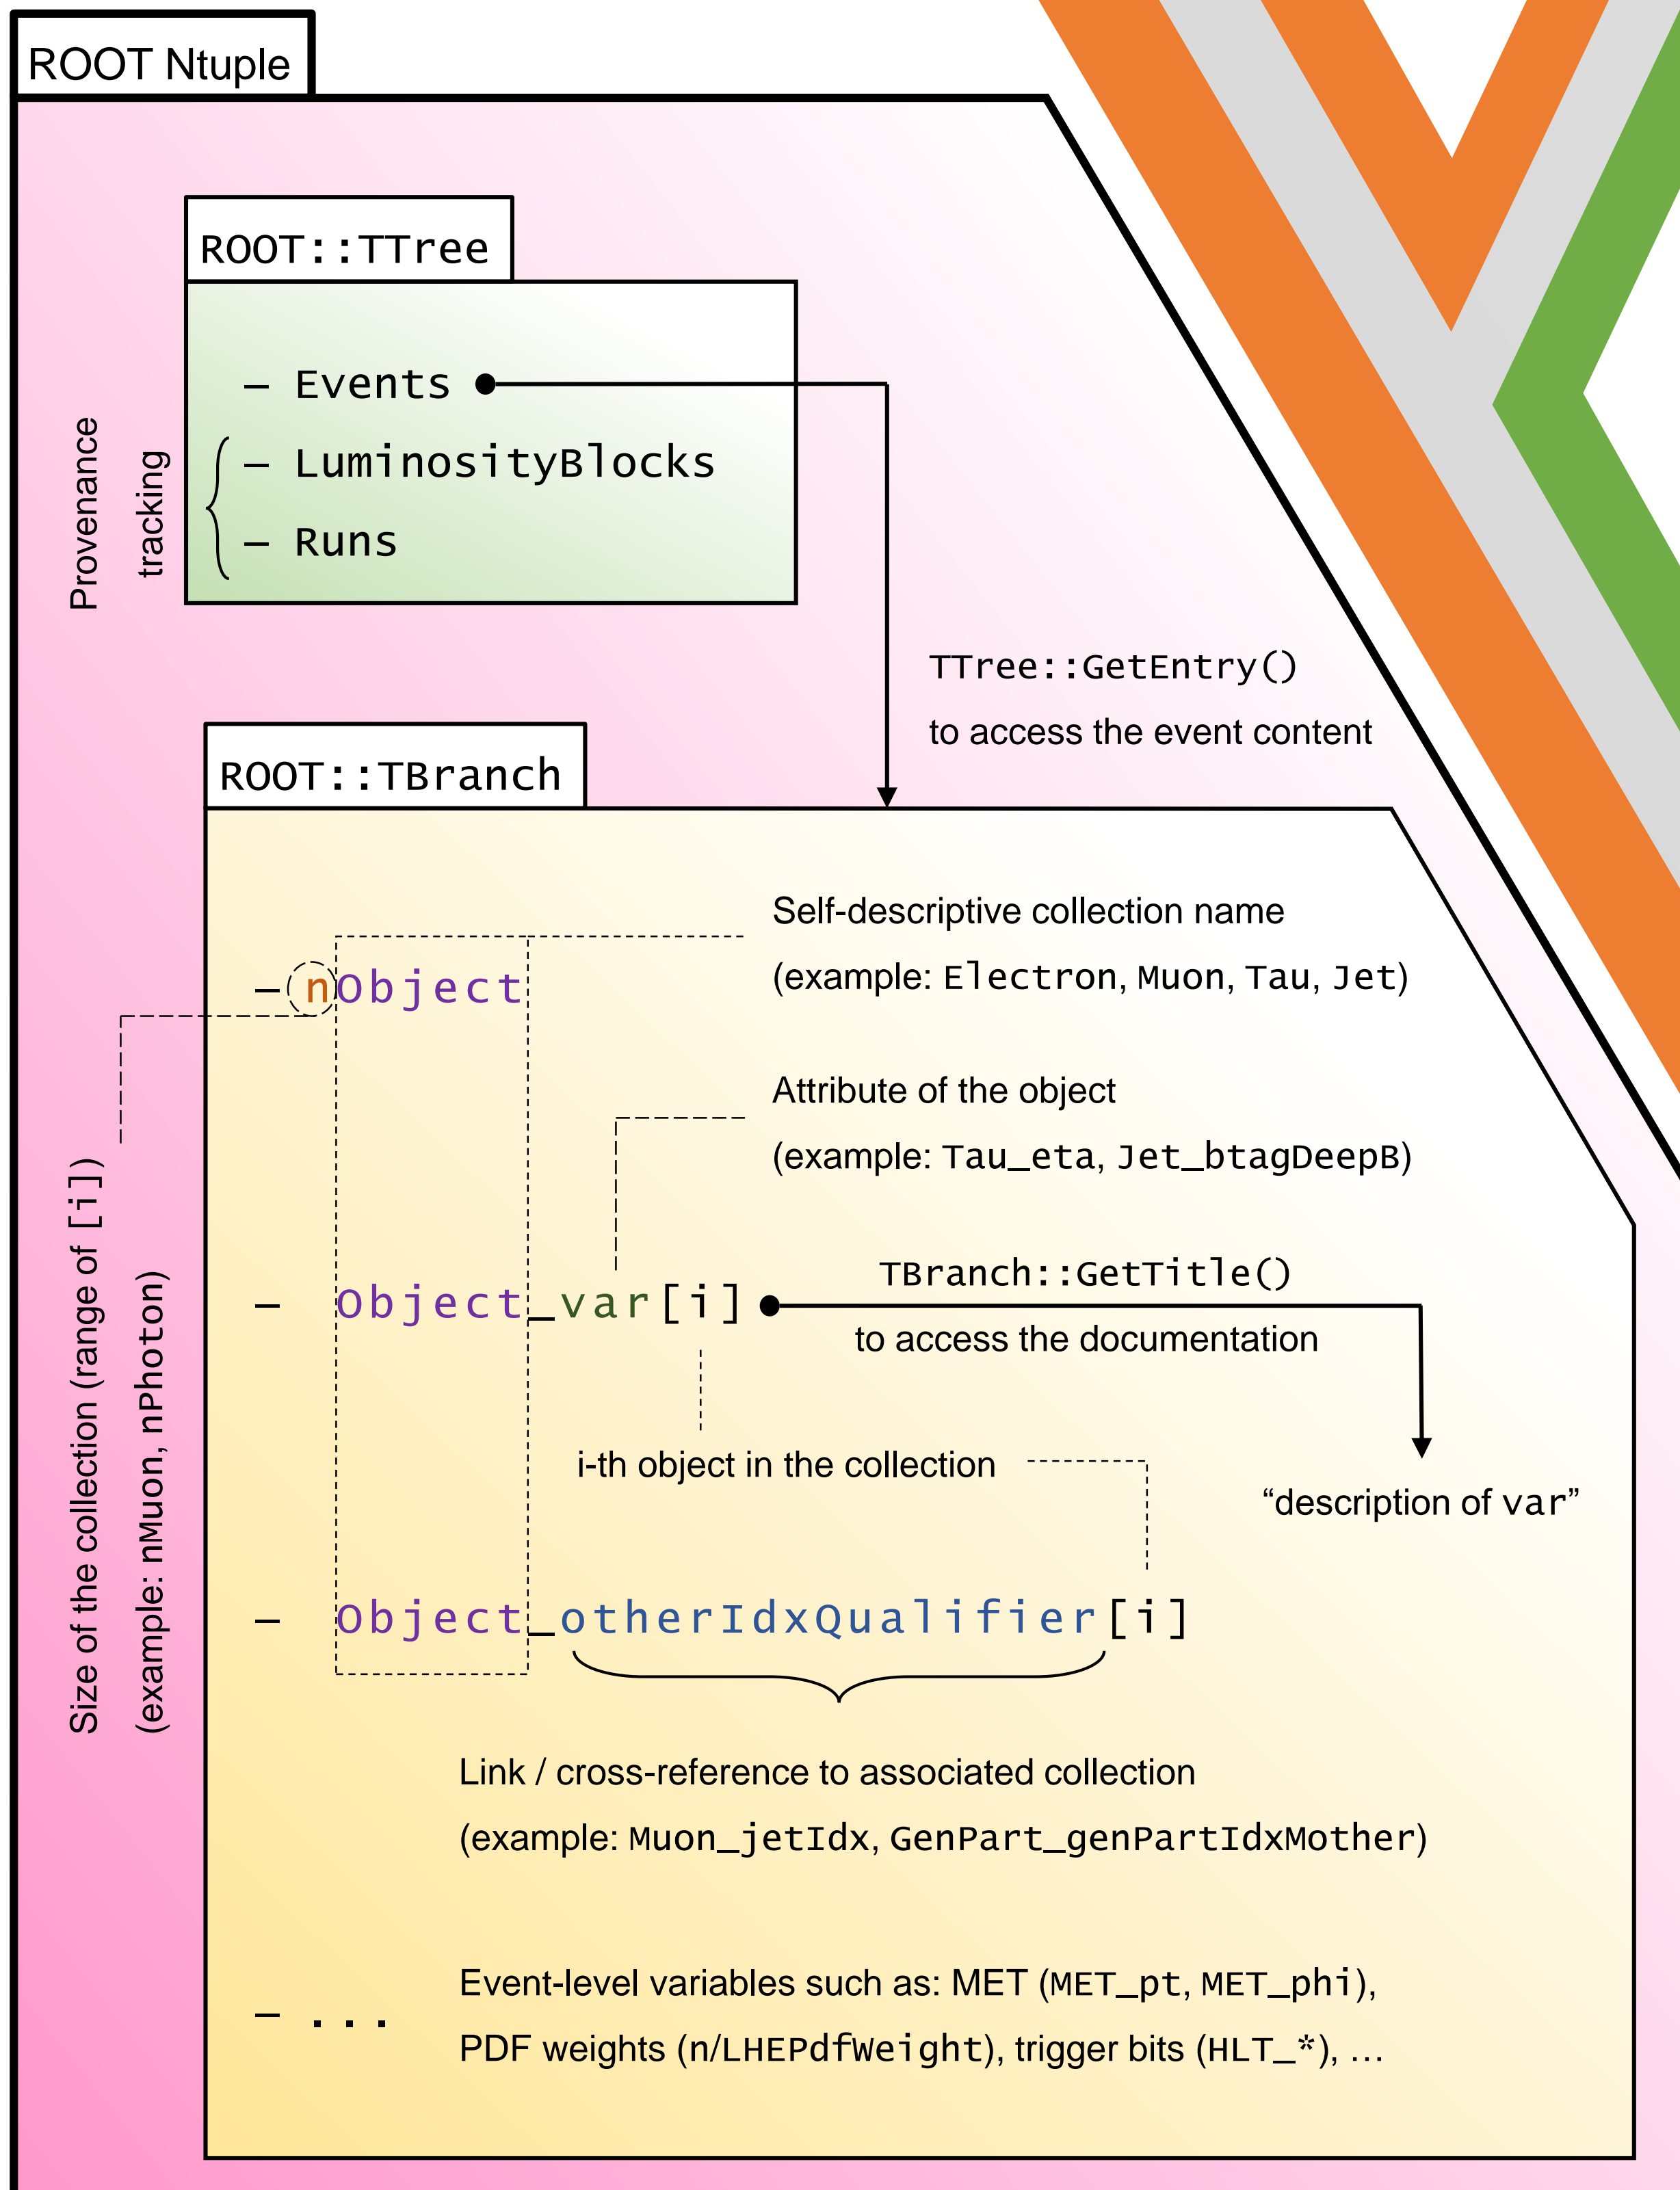 ROOT Ntuple
ROOT::TTree
– Events
– LuminosityBlocks
– Runs
Provenance
tracking
TTree::GetEntry()
to access the event content
ROOT::TBranch
Self-descriptive collection name
(example: Electron, Muon, Tau, Jet)
– nObject
Attribute of the object
(example: Tau_eta, Jet_btagDeepB)
Size of the collection (range of [i])
(example: nMuon, nPhoton)
– Object_var[i]
TBranch::GetTitle()
to access the documentation
i-th object in the collection
“description of var”
– Object_otherIdxQualifier[i]
Link / cross-reference to associated collection
(example: Muon_jetIdx, GenPart_genPartIdxMother)
– ...
Event-level variables such as: MET (MET_pt, MET_phi),
PDF weights (n/LHEPdfWeight), trigger bits (HLT_*), …